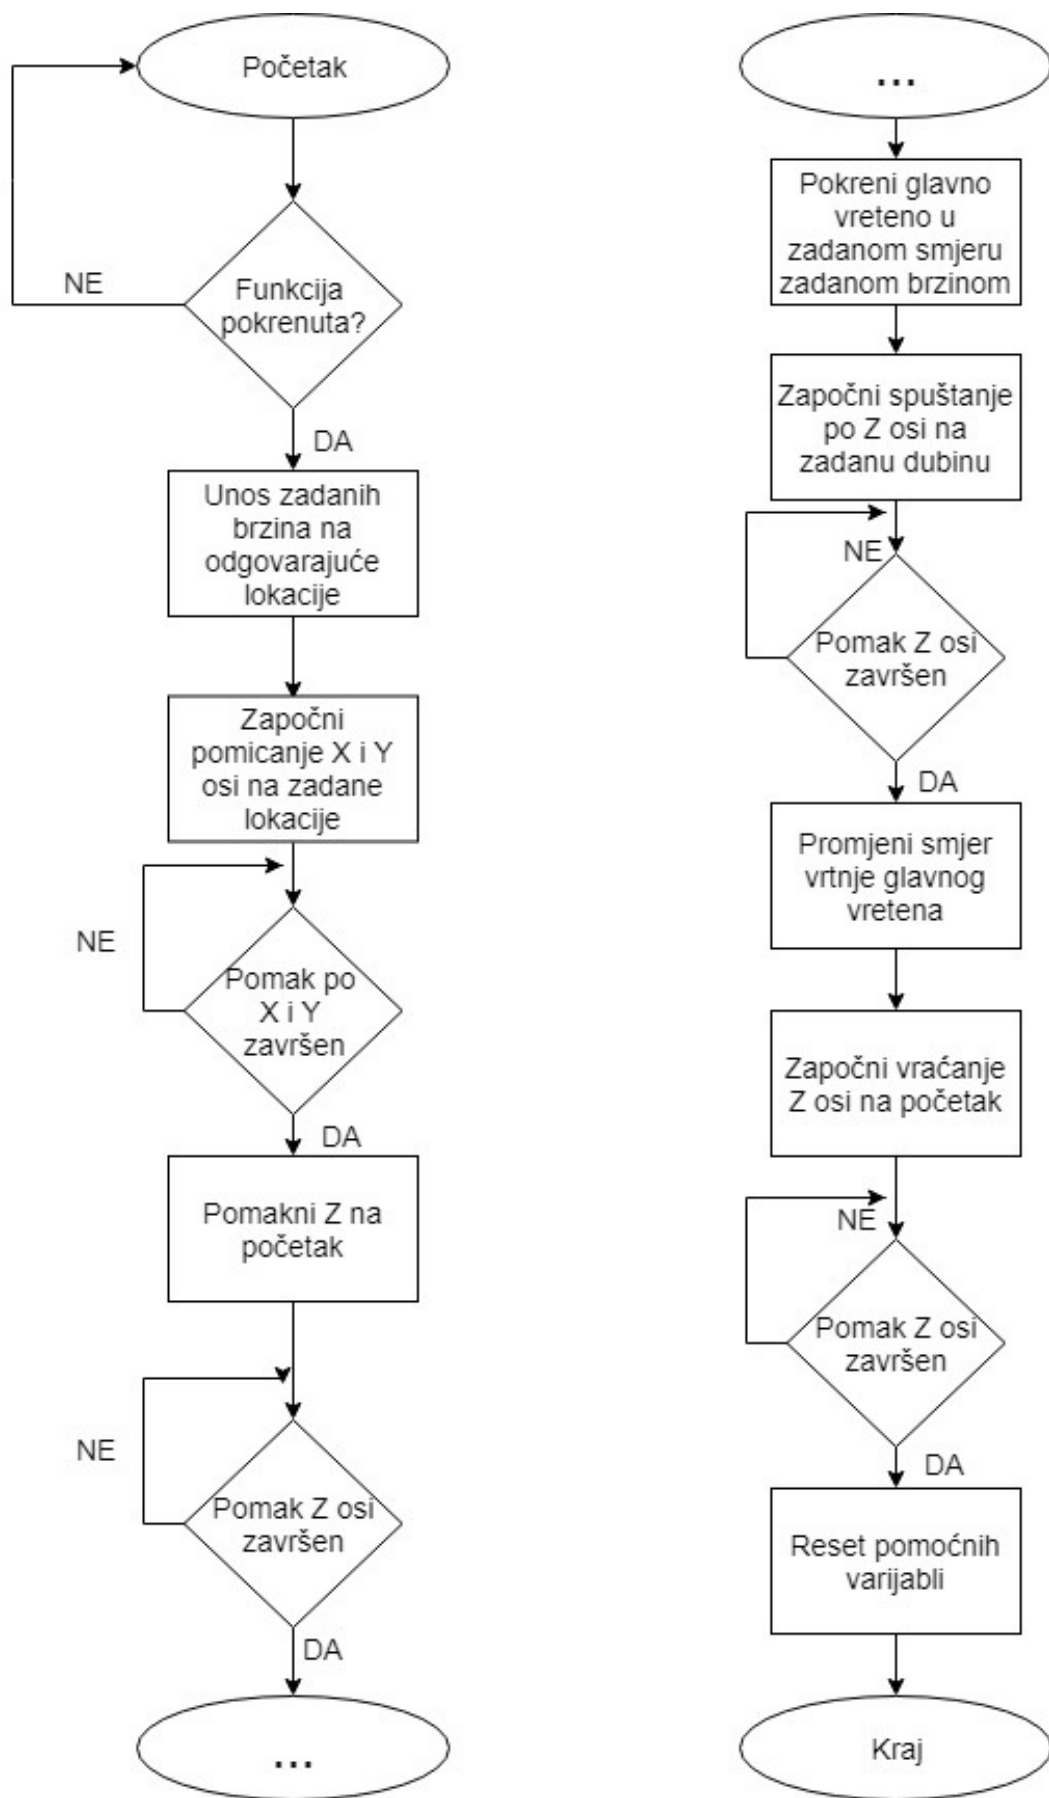 Početak
NE
Funkcija
pokrenuta?
DA
Unos zadanih
brzina na
odgovarajuće
lokacije
Započni
pomicanje X i Y
osi na zadane
lokacije
NE
Pomak po
X i Y
završen
DA
Pomakni Z na
početak
NE
Pomak Z osi
završen
DA
...
...
Pokreni glavno
vreteno u
zadanom smjeru
zadanom brzinom
Započni spuštanje
po Z osi na
zadanu dubinu
NE
Pomak Z osi
završen
DA
Promjeni smjer
vrtnje glavnog
vretena
Započni vraćanje
Z osi na početak
NE
Pomak Z osi
završen
DA
Reset pomoćnih
varijabli
Kraj